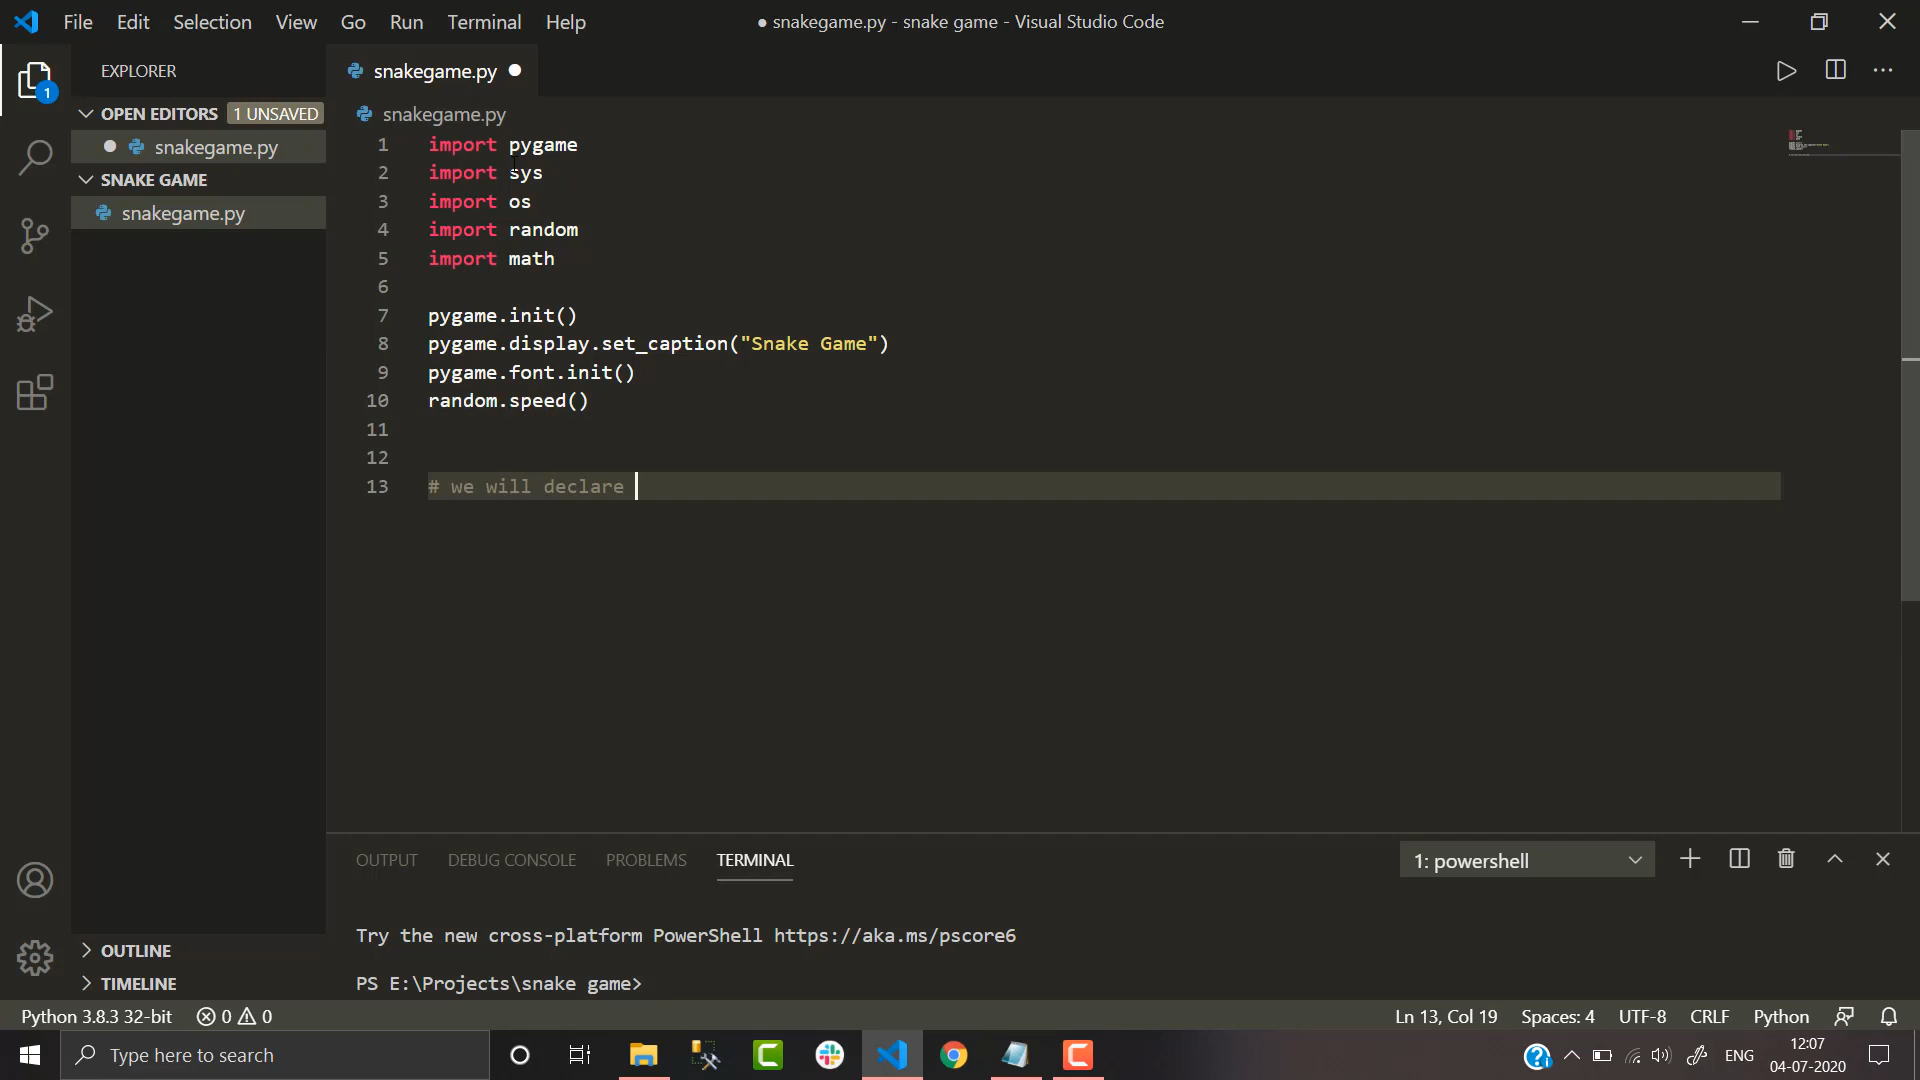 File Edit Selection View Go Run Terminal Help
● snakegame.py - snake game - Visual Studio Code
EXPLORER
snakegame.py
1
OPEN EDITORS 1 UNSAVED
snakegame.py
SNAKE GAME
snakegame.py
snakegame.py
1 import pygame
2 import sys
3 import os
4 import random
5 import math
6
7 pygame.init()
8 pygame.display.set_caption("Snake Game")
9 pygame.font.init()
10 random.speed()
11
12
13 # we will declare
OUTPUT DEBUG CONSOLE PROBLEMS TERMINAL
1: powershell
Try the new cross-platform PowerShell https://aka.ms/pscore6
PS E:\Projects\snake game>
OUTLINE
TIMELINE
Python 3.8.3 32-bit 0 0
Ln 13, Col 19 Spaces: 4 UTF-8 CRLF Python
Type here to search
ENG
12:07
04-07-2020